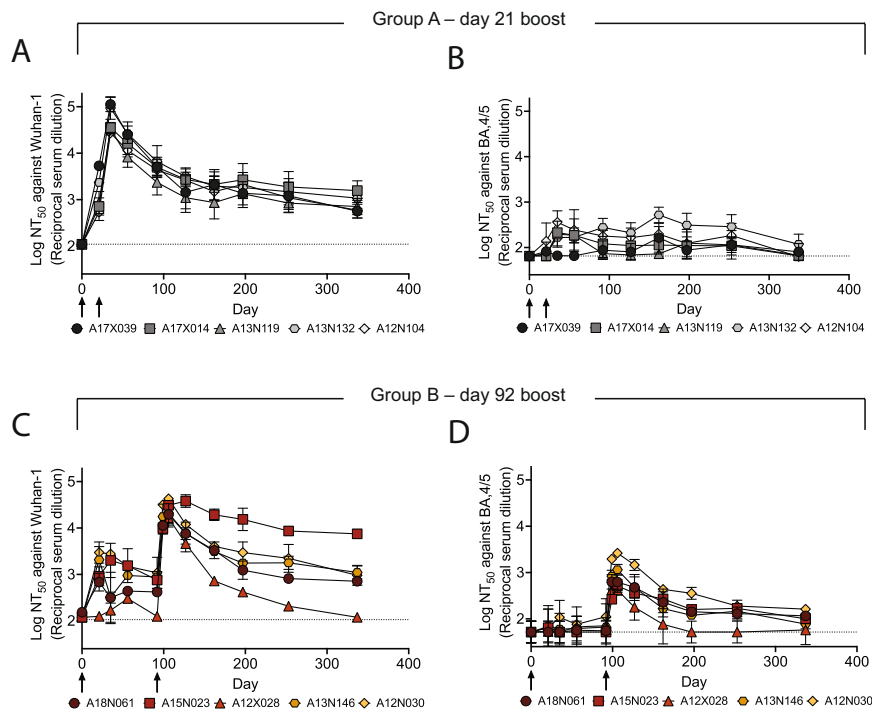 Group A – day 21 boost
A
B
Log NT50 against Wuhan-1
(Reciprocal serum dilution)
5
4
3
2
0
100
200
300
400
Day
A17X039 A17X014 A13N119 A13N132 A12N104
Log NT50 against BA,4/5
(Reciprocal serum dilution)
5
4
3
2
0
100
200
300
400
Day
A17X039 A17X014 A13N119 A13N132 A12N104
Group B – day 92 boost
C
D
Log NT50 against Wuhan-1
(Reciprocal serum dilution)
5
4
3
2
0
100
200
300
400
Day
A18N061 A15N023 A12X028 A13N146 A12N030
Log NT50 against BA,4/5
(Reciprocal serum dilution)
5
4
3
2
0
100
200
300
400
Day
A18N061 A15N023 A12X028 A13N146 A12N030